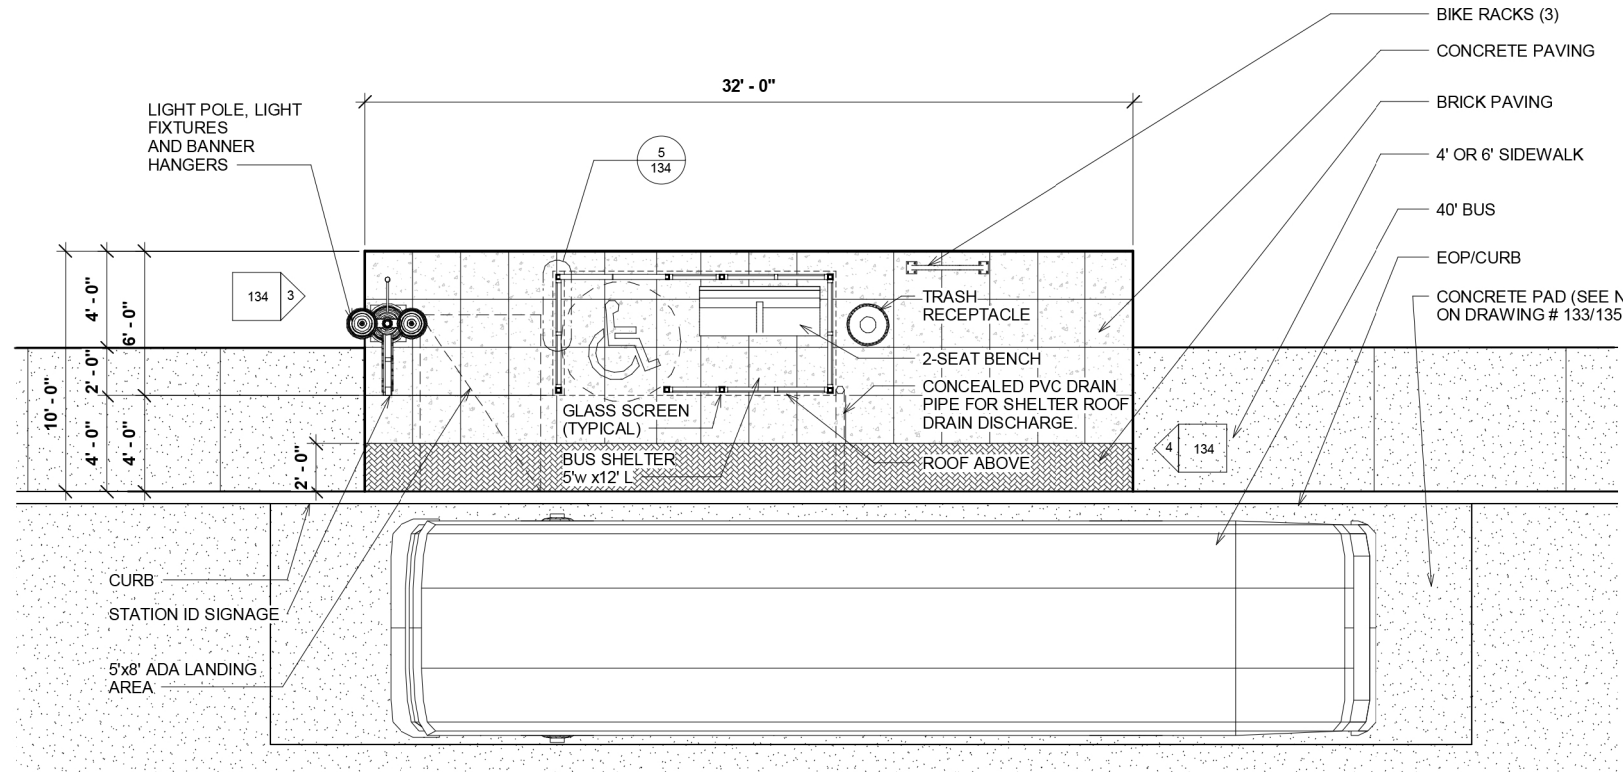 BIKE RACKS (3)
CONCRETE PAVING
BRICK PAVING
4' OR 6' SIDEWALK
40' BUS
EOP/CURB
CONCRETE PAD (SEE N
ON DRAWING # 133/135
32' - 0"
LIGHT POLE, LIGHT
FIXTURES
AND BANNER
HANGERS
5
134
134
3
4' - 0"
6' - 0"
2' - 0"
10' - 0"
4' - 0"
4' - 0"
2' - 0"
TRASH
RECEPTACLE
2-SEAT BENCH
CONCEALED PVC DRAIN
PIPE FOR SHELTER ROOF
DRAIN DISCHARGE.
GLASS SCREEN
(TYPICAL)
BUS SHELTER
5'w x12' L
ROOF ABOVE
4
134
CURB
STATION ID SIGNAGE
5'x8' ADA LANDING
AREA